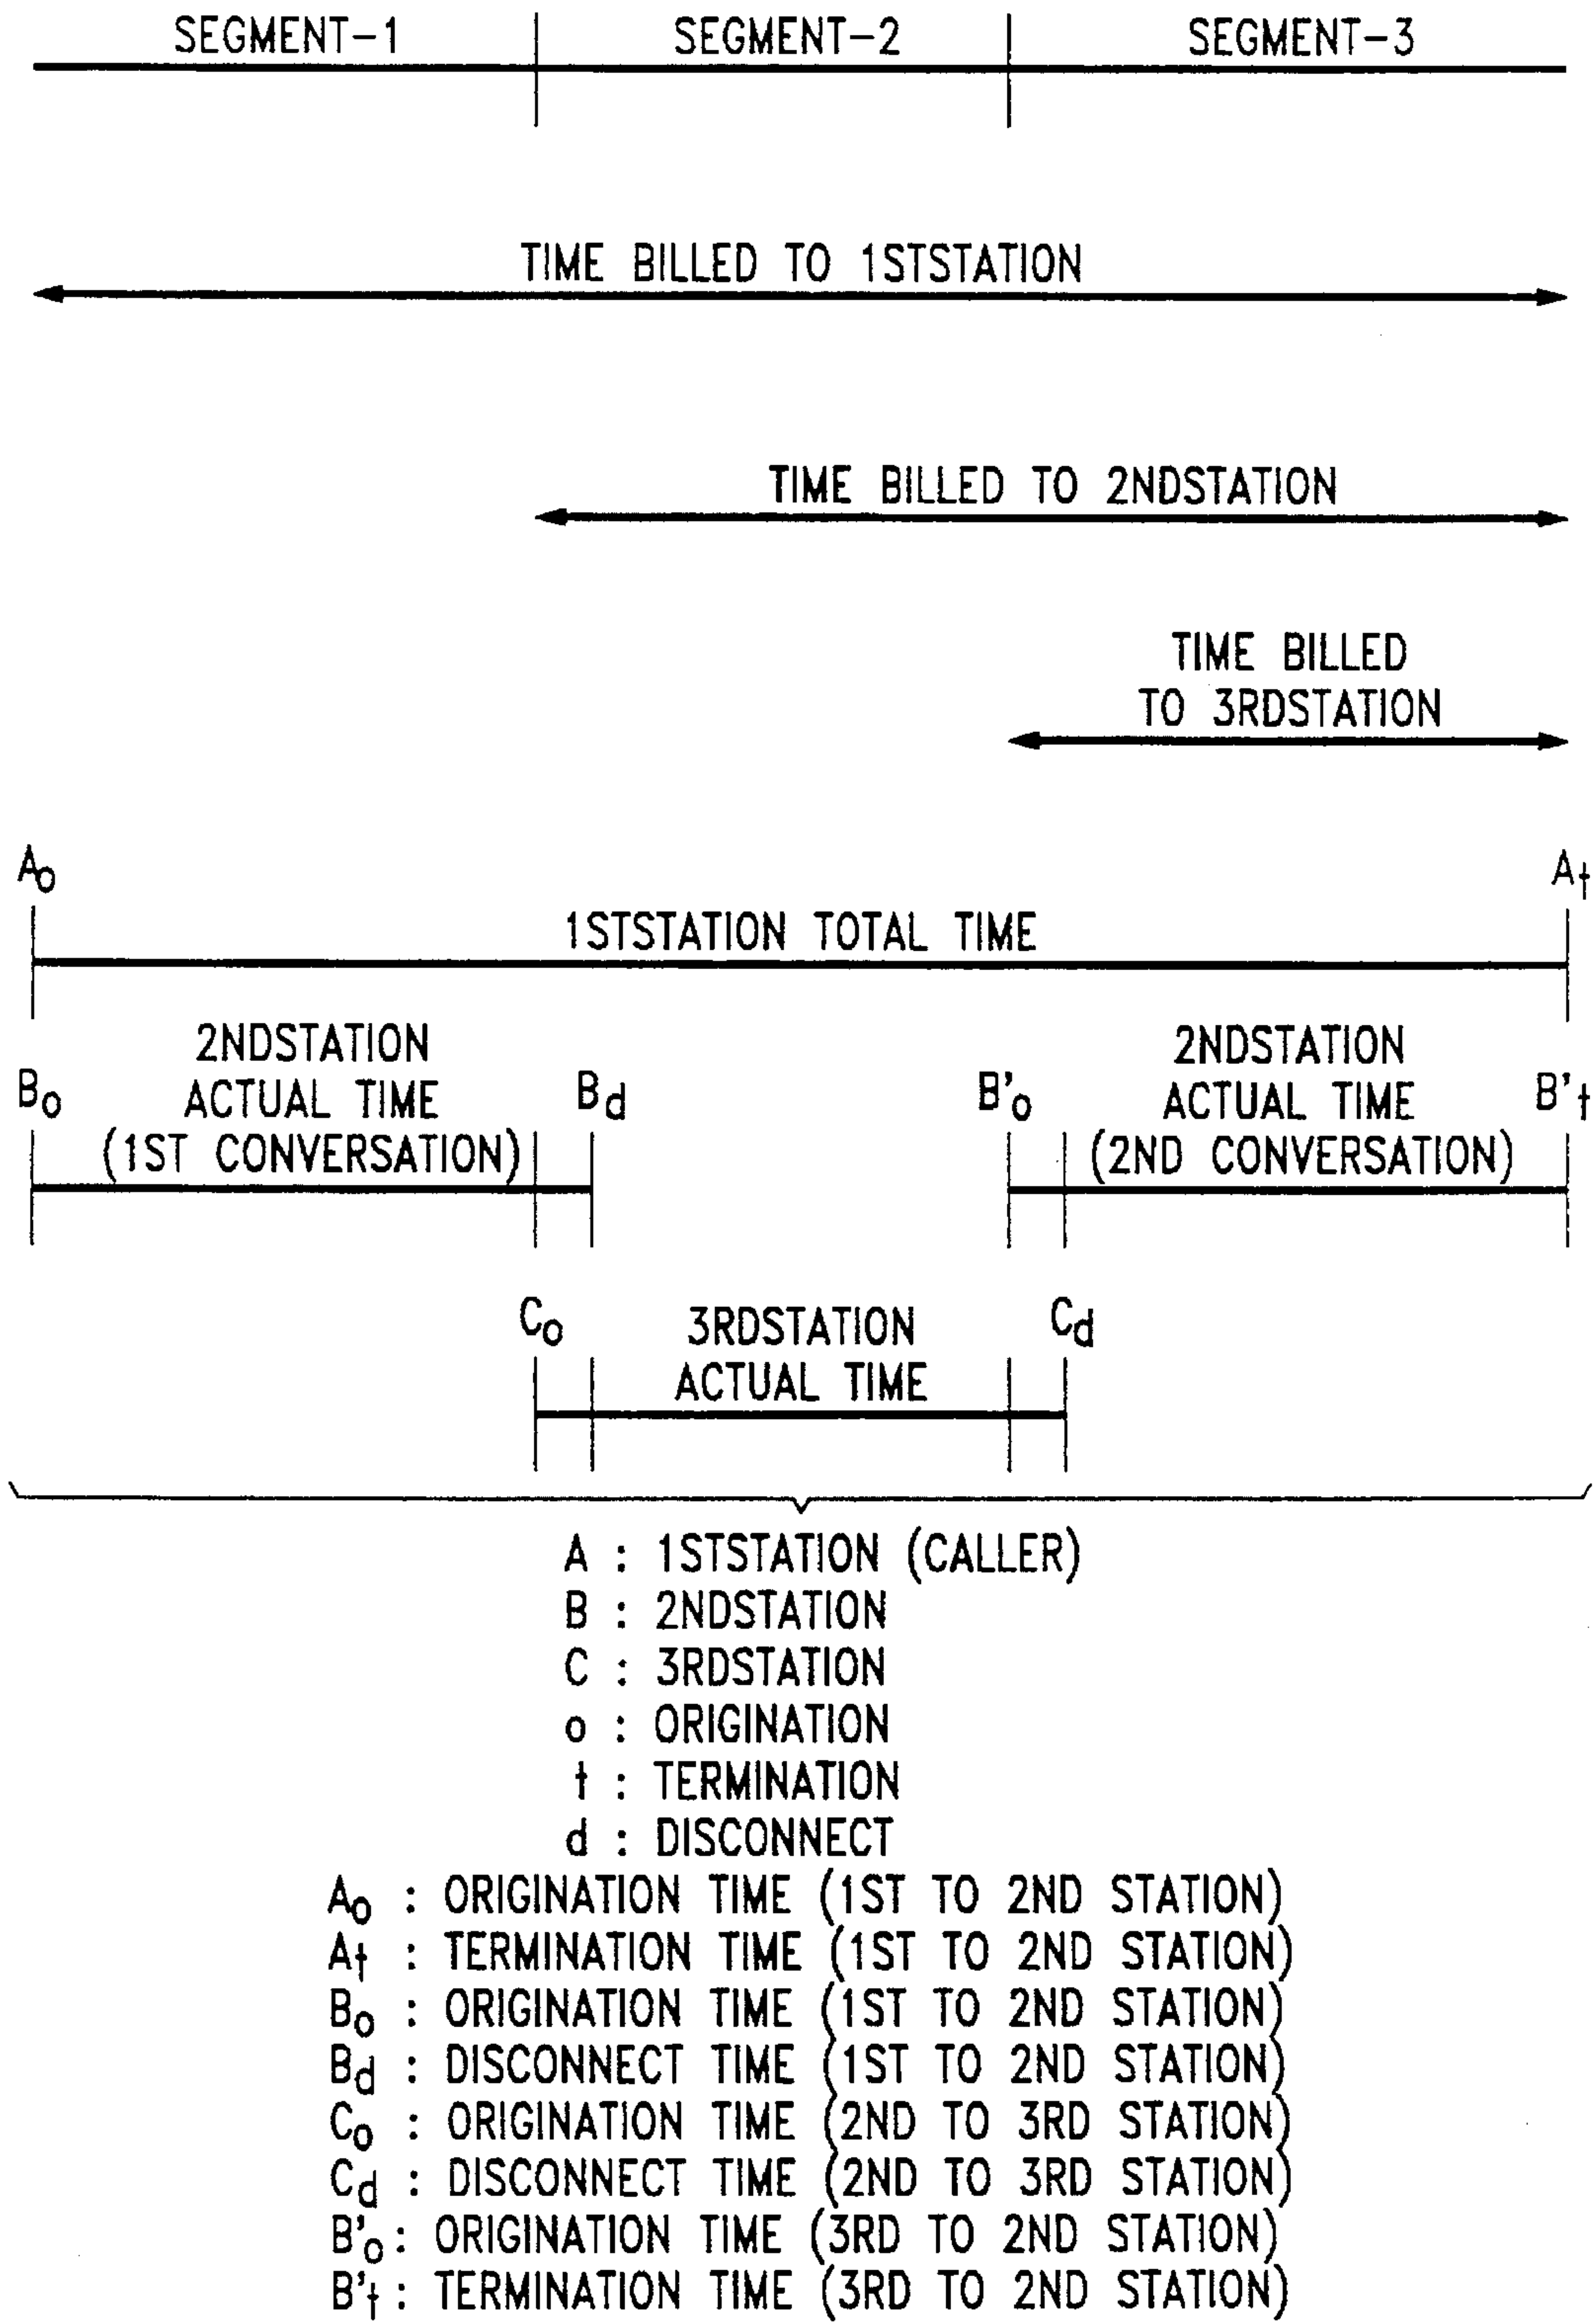 SEGMENT-1 SEGMENT-2 SEGMENT-3
TIME BILLED TO 1STSTATION
TIME BILLED TO 2NDSTATION
TIME BILLED
TO 3RDSTATION
Ao At
1STSTATION TOTAL TIME
2NDSTATION
ACTUAL TIME
(1ST CONVERSATION)
Bo Bd B'o B't
2NDSTATION
ACTUAL TIME
(2ND CONVERSATION)
Co Cd
3RDSTATION
ACTUAL TIME
A : 1STSTATION (CALLER)
B : 2NDSTATION
C : 3RDSTATION
o : ORIGINATION
t : TERMINATION
d : DISCONNECT
Ao : ORIGINATION TIME (1ST TO 2ND STATION)
At : TERMINATION TIME (1ST TO 2ND STATION)
Bo : ORIGINATION TIME (1ST TO 2ND STATION)
Bd : DISCONNECT TIME (1ST TO 2ND STATION)
Co : ORIGINATION TIME (2ND TO 3RD STATION)
Cd : DISCONNECT TIME (2ND TO 3RD STATION)
B'o : ORIGINATION TIME (3RD TO 2ND STATION)
B't : TERMINATION TIME (3RD TO 2ND STATION)